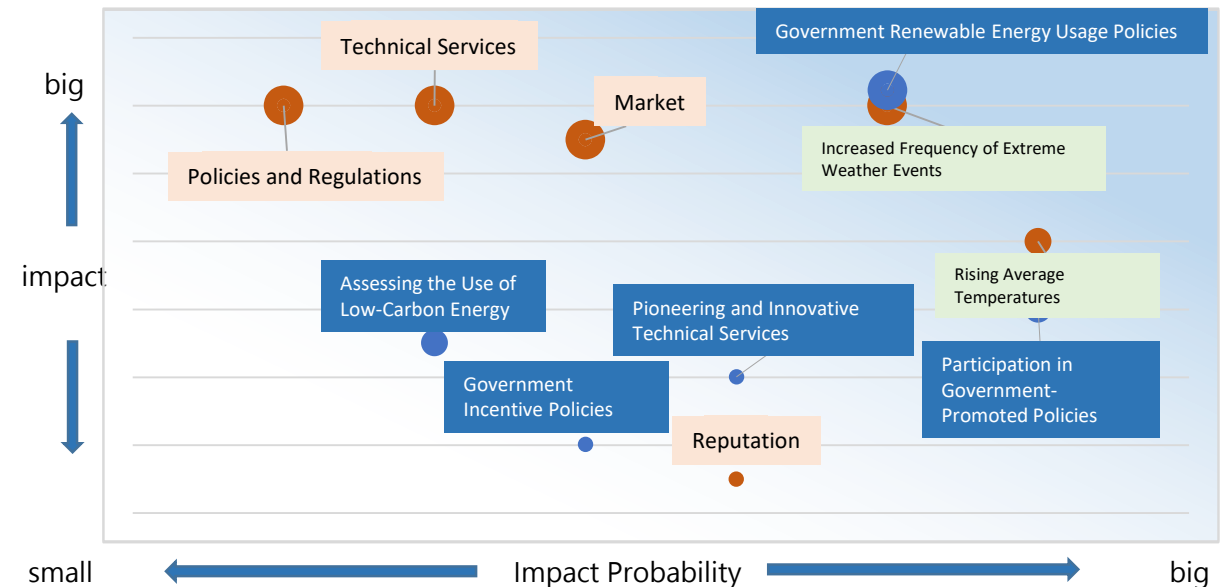 Government Renewable Energy Usage Policies
Technical Services
big
Market
Increased Frequency of Extreme
Weather Events
Policies and Regulations
impact
Rising Average
Temperatures
Assessing the Use of
Low-Carbon Energy
Pioneering and Innovative
Technical Services
Participation in
Government-
Promoted Policies
Government
Incentive Policies
Reputation
small
Impact Probability
big